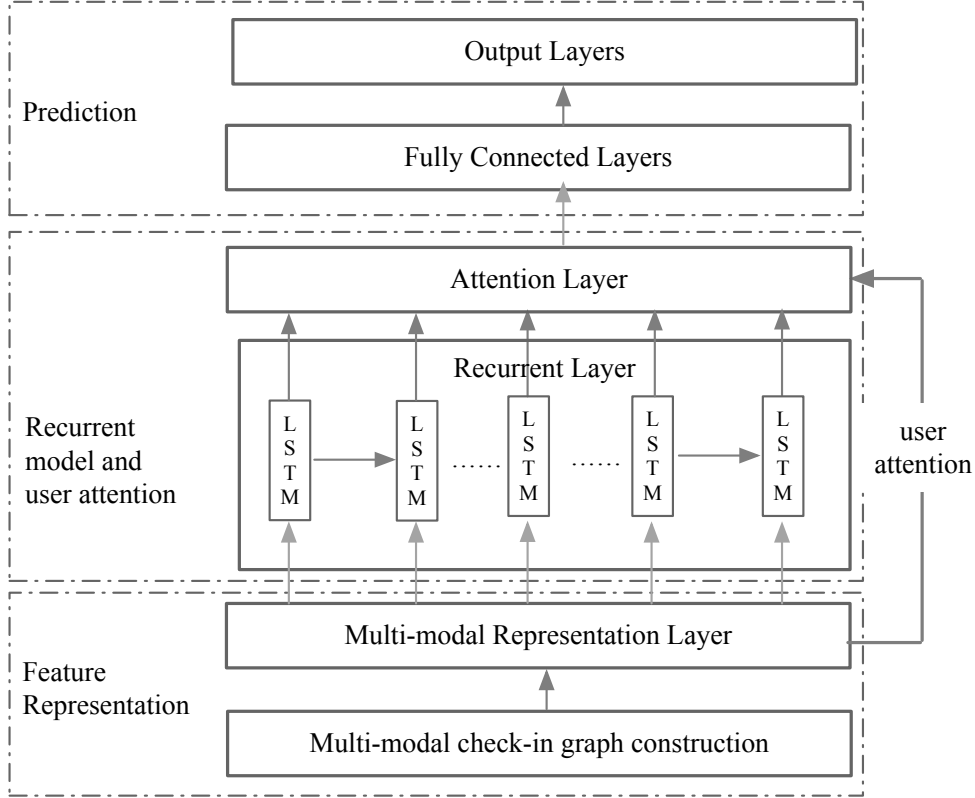 Output Layers
Prediction
Fully Connected Layers
Attention Layer
Recurrent Layer
Recurrent
model and
user attention
L
S
T
M
L
S
T
M
......
L
S
T
M
......
L
S
T
M
L
S
T
M
user
attention
Multi-modal Representation Layer
Feature
Representation
Multi-modal check-in graph construction